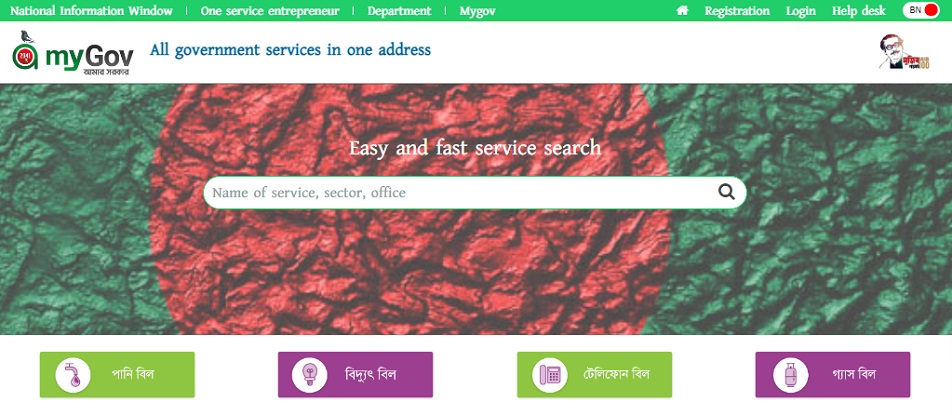 National Information Window | One service entrepreneur | Department | Mygov Registration Login Help desk BN
myGov All government services in one address
আমার সরকার
Easy and fast service search
Name of service, sector, office
পানি বিল বিদ্যুৎ বিল টেলিফোন বিল গ্যাস বিল